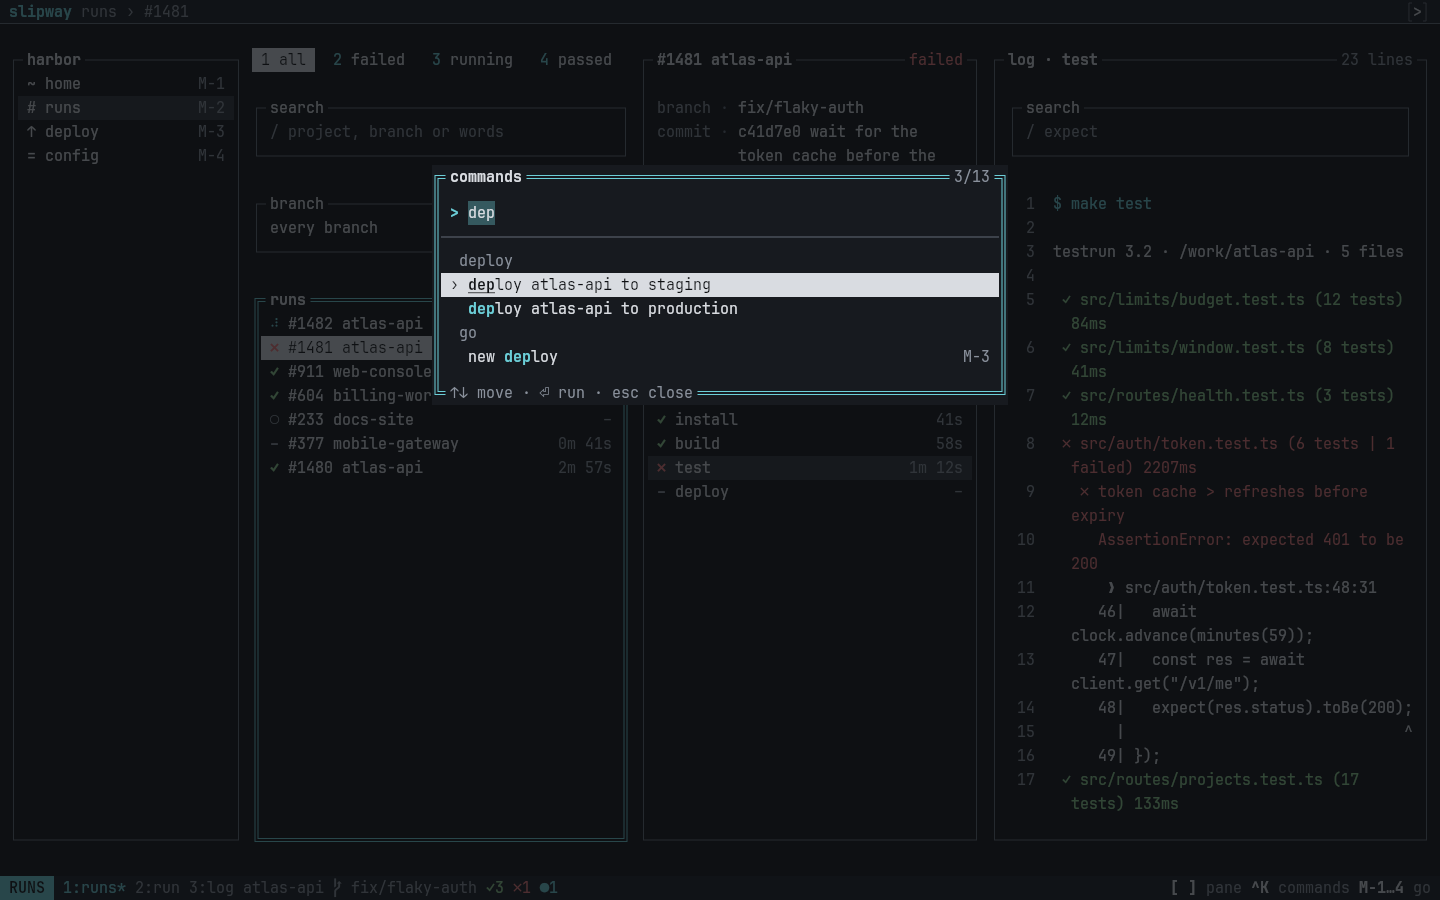 slipway runs › #1481 [>]
harbor
~ home M-1
# runs M-2
↑ deploy M-3
= config M-4
1 all 2 failed 3 running 4 passed
search
/ project, branch or words
branch
every branch
runs
⠼ #1482 atlas-api
✕ #1481 atlas-api
✓ #911 web-console
✓ #604 billing-wor
○ #233 docs-site –
– #377 mobile-gateway 0m 41s
✓ #1480 atlas-api 2m 57s
#1481 atlas-api failed
branch · fix/flaky-auth
commit · c41d7e0 wait for the
token cache before the
✓ install 41s
✓ build 58s
✕ test 1m 12s
– deploy –
commands 3/13
> dep
deploy
› deploy atlas-api to staging
deploy atlas-api to production
go
new deploy M-3
↑↓ move · ⏎ run · esc close
log · test 23 lines
search
/ expect
1 $ make test
2
3 testrun 3.2 · /work/atlas-api · 5 files
4
5 ✓ src/limits/budget.test.ts (12 tests)
84ms
6 ✓ src/limits/window.test.ts (8 tests)
41ms
7 ✓ src/routes/health.test.ts (3 tests)
12ms
8 ✕ src/auth/token.test.ts (6 tests | 1
failed) 2207ms
9 ✕ token cache > refreshes before
expiry
10 AssertionError: expected 401 to be
200
11 ❯ src/auth/token.test.ts:48:31
12 46| await
clock.advance(minutes(59));
13 47| const res = await
client.get("/v1/me");
14 48| expect(res.status).toBe(200);
15 | ^
16 49| });
17 ✓ src/routes/projects.test.ts (17
tests) 133ms
RUNS 1:runs* 2:run 3:log atlas-api fix/flaky-auth ✓3 ✕1 ●1 [ ] pane ^K commands M-1…4 go